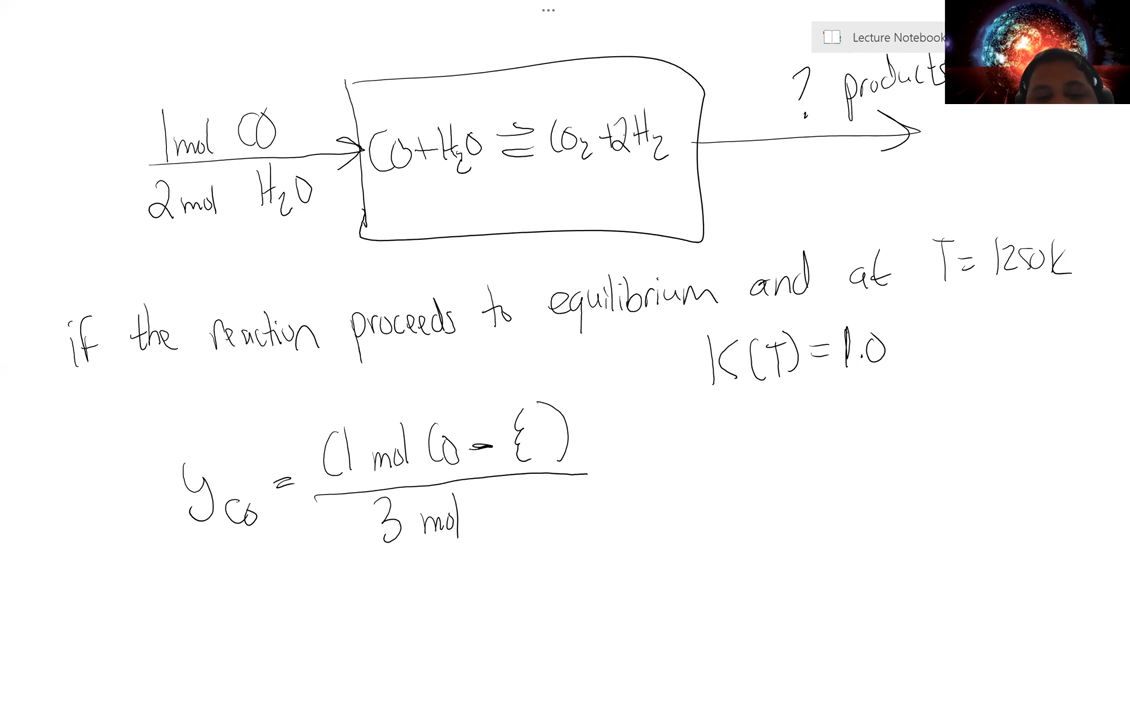 Lecture Notebook
1 mol CO
2 mol H₂O
CO+H₂O ⇌ CO₂+2H₂
? products
if the reaction proceeds to equilibrium and at T= 1250k
K(T)=1.0
y_CO = (1 mol CO - ξ) / 3 mol